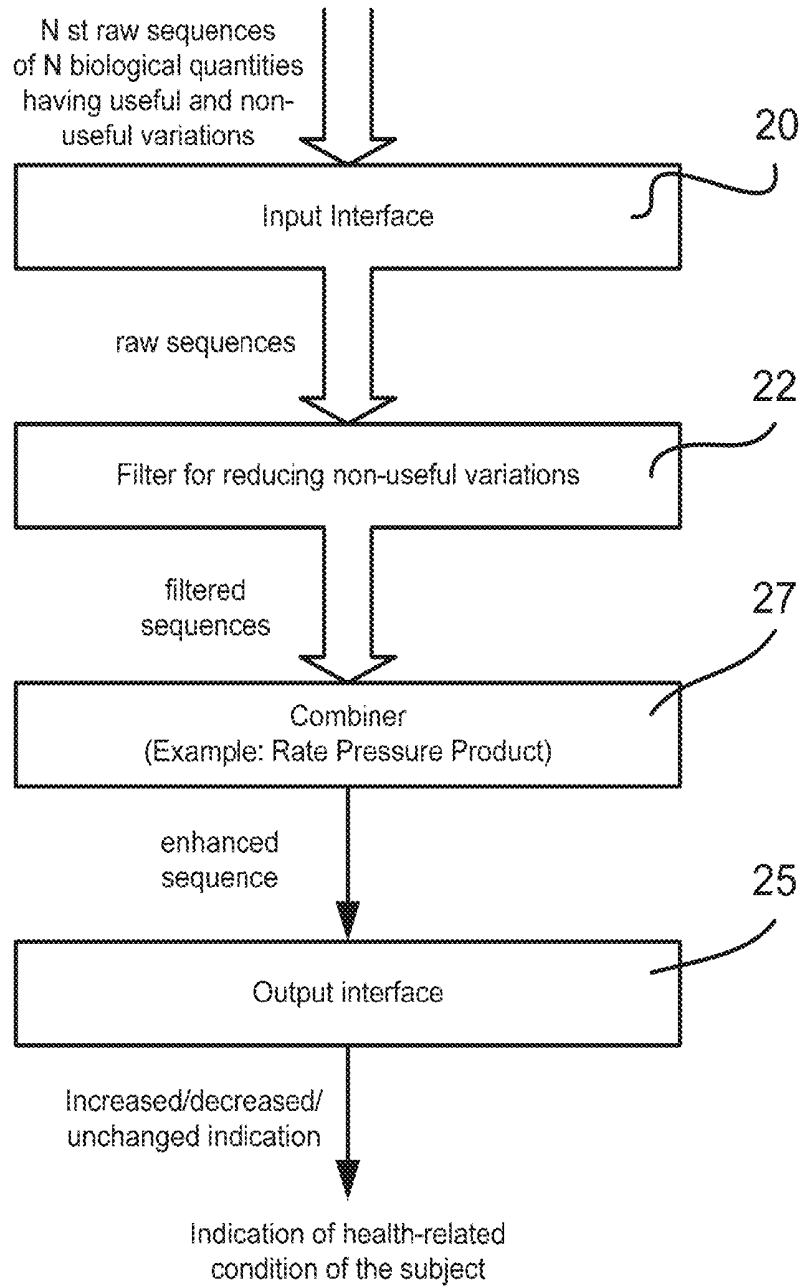 N st raw sequences
of N biological quantities
having useful and non-
useful variations
20
Input Interface
raw sequences
22
Filter for reducing non-useful variations
filtered
sequences
27
Combiner
(Example: Rate Pressure Product)
enhanced
sequence
25
Output interface
Increased/decreased/
unchanged indication
Indication of health-related
condition of the subject